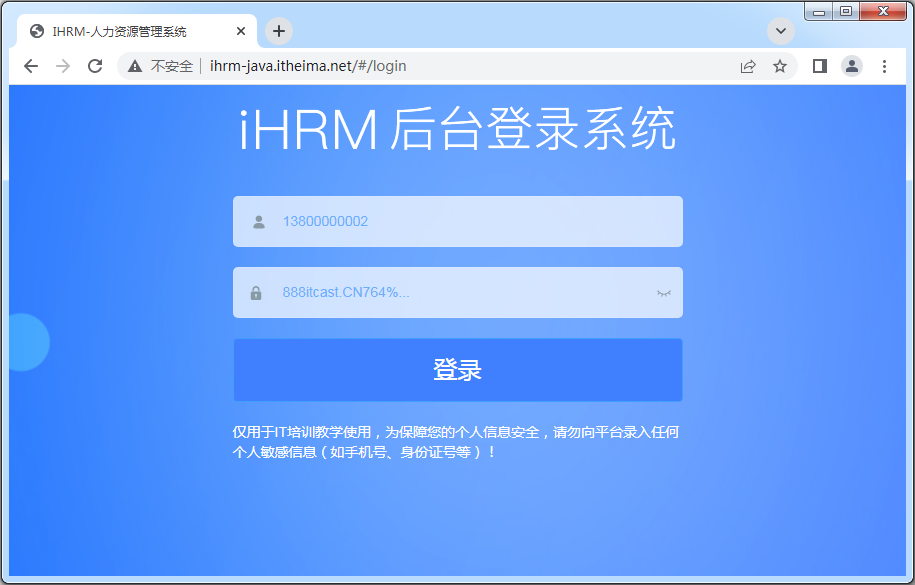 IHRM-人力资源管理系统
不安全 ihrm-java.itheima.net/#/login
iHRM 后台登录系统
13800000002
888itcast.CN764%...
登录
仅用于IT培训教学使用，为保障您的个人信息安全，请勿向平台录入任何
个人敏感信息（如手机号、身份证号等）！